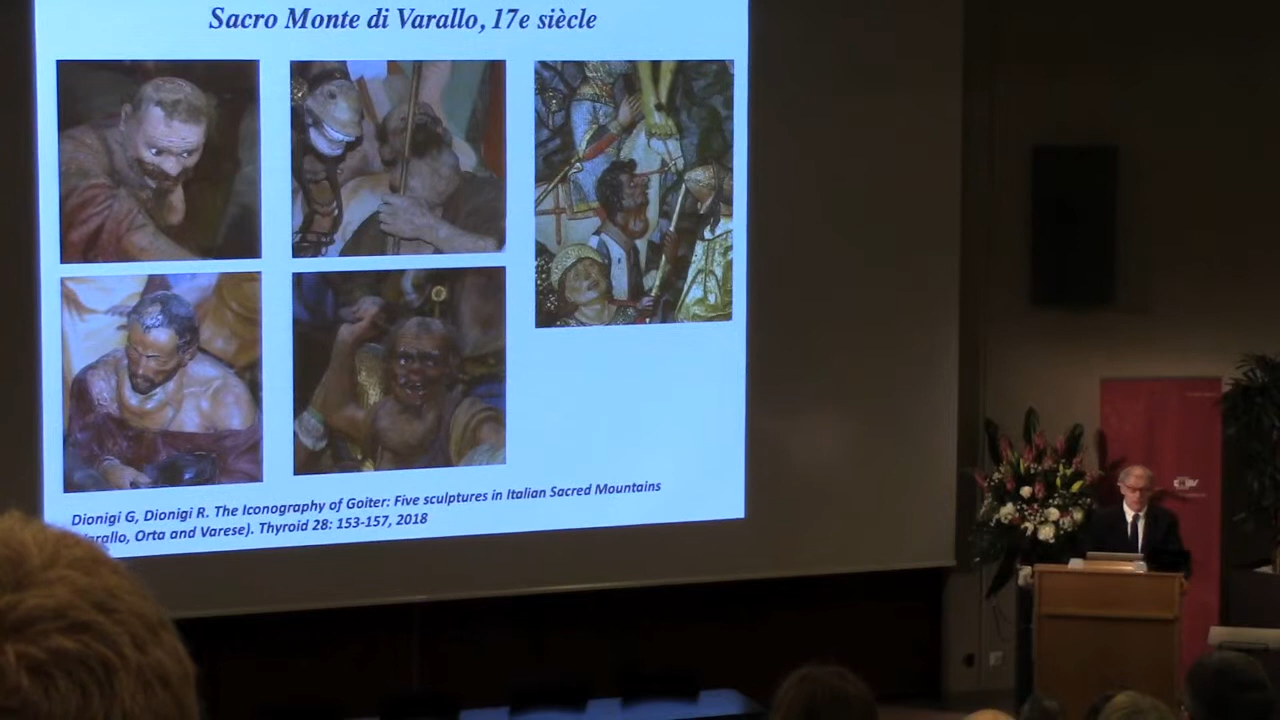 Sacro Monte di Varallo, 17e siècle
Dionigi G, Dionigi R. The Iconography of Goiter: Five sculptures in Italian Sacred Mountains
arallo, Orta and Varese). Thyroid 28: 153-157, 2018